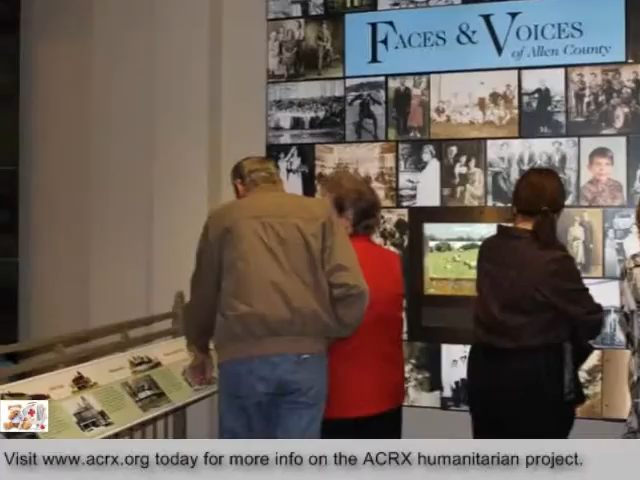 FACES & VOICES
of Allen County
Visit www.acrx.org today for more info on the ACRX humanitarian project.